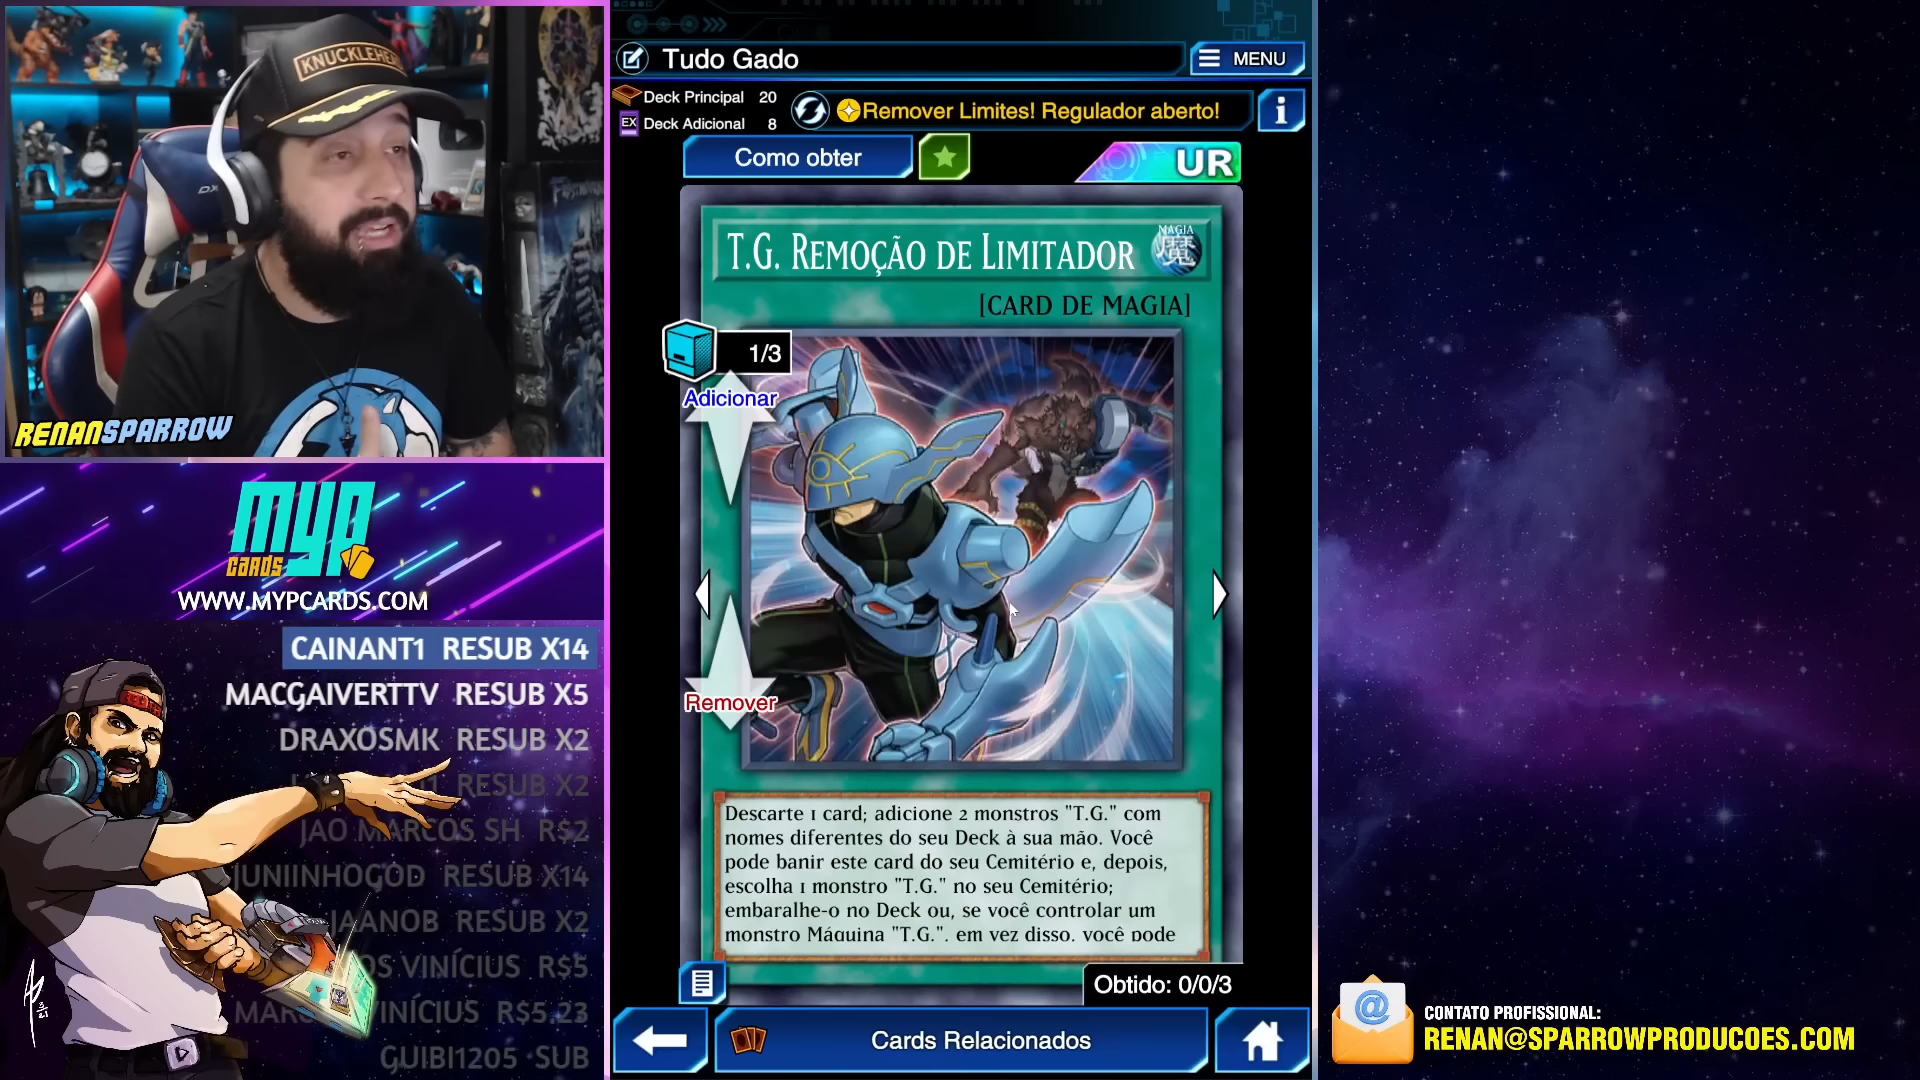 KNUCKLEHEAD
RENANSPARROW
MYP
CARDS
WWW.MYPCARDS.COM
CAINANT1 RESUB X14
MACGAIVERTTV RESUB X5
DRAXOSMK RESUB X2
RESUB X2
JAO MARCOS SH R$2
JUNIINHOGOD RESUB X14
JAANOB RESUB X2
OS VINÍCIUS R$5
VINÍCIUS R$5.23
GUIBI1205 SUB
Tudo Gado
MENU
Deck Principal 20
EX Deck Adicional 8
Remover Limites! Regulador aberto!
i
Como obter
UR
T.G. REMOÇÃO DE LIMITADOR
MAGIA
魔
[CARD DE MAGIA]
1/3
Adicionar
Remover
Descarte 1 card; adicione 2 monstros "T.G." com
nomes diferentes do seu Deck à sua mão. Você
pode banir este card do seu Cemitério e, depois,
escolha 1 monstro "T.G." no seu Cemitério;
embaralhe-o no Deck ou, se você controlar um
monstro Máquina "T.G.", em vez disso, você pode
Obtido: 0/0/3
Cards Relacionados
@
CONTATO PROFISSIONAL:
RENAN@SPARROWPRODUCOES.COM